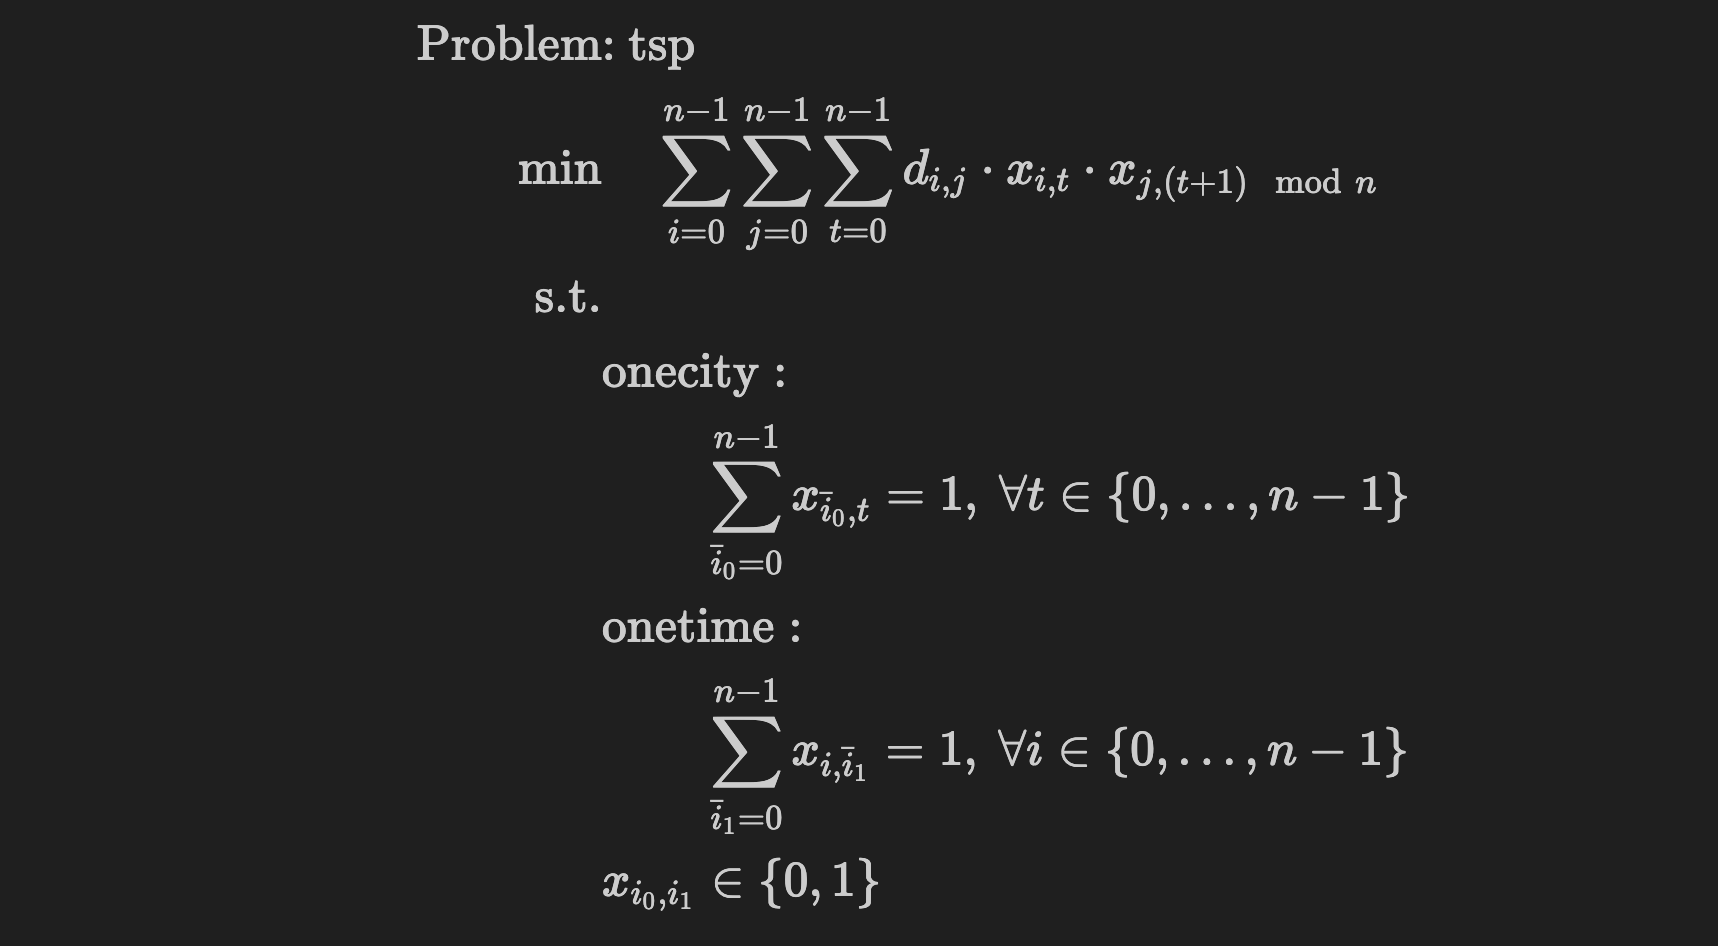 Problem: tsp
min $\sum_{i=0}^{n-1} \sum_{j=0}^{n-1} \sum_{t=0}^{n-1} d_{i,j} \cdot x_{i,t} \cdot x_{j,(t+1) \mod n}$
s.t.
onecity :
$\sum_{\bar{i}_0=0}^{n-1} x_{\bar{i}_0,t} = 1, \forall t \in \{0, \ldots, n-1\}$
onetime :
$\sum_{\bar{i}_1=0}^{n-1} x_{i,\bar{i}_1} = 1, \forall i \in \{0, \ldots, n-1\}$
$x_{i_0,i_1} \in \{0, 1\}$